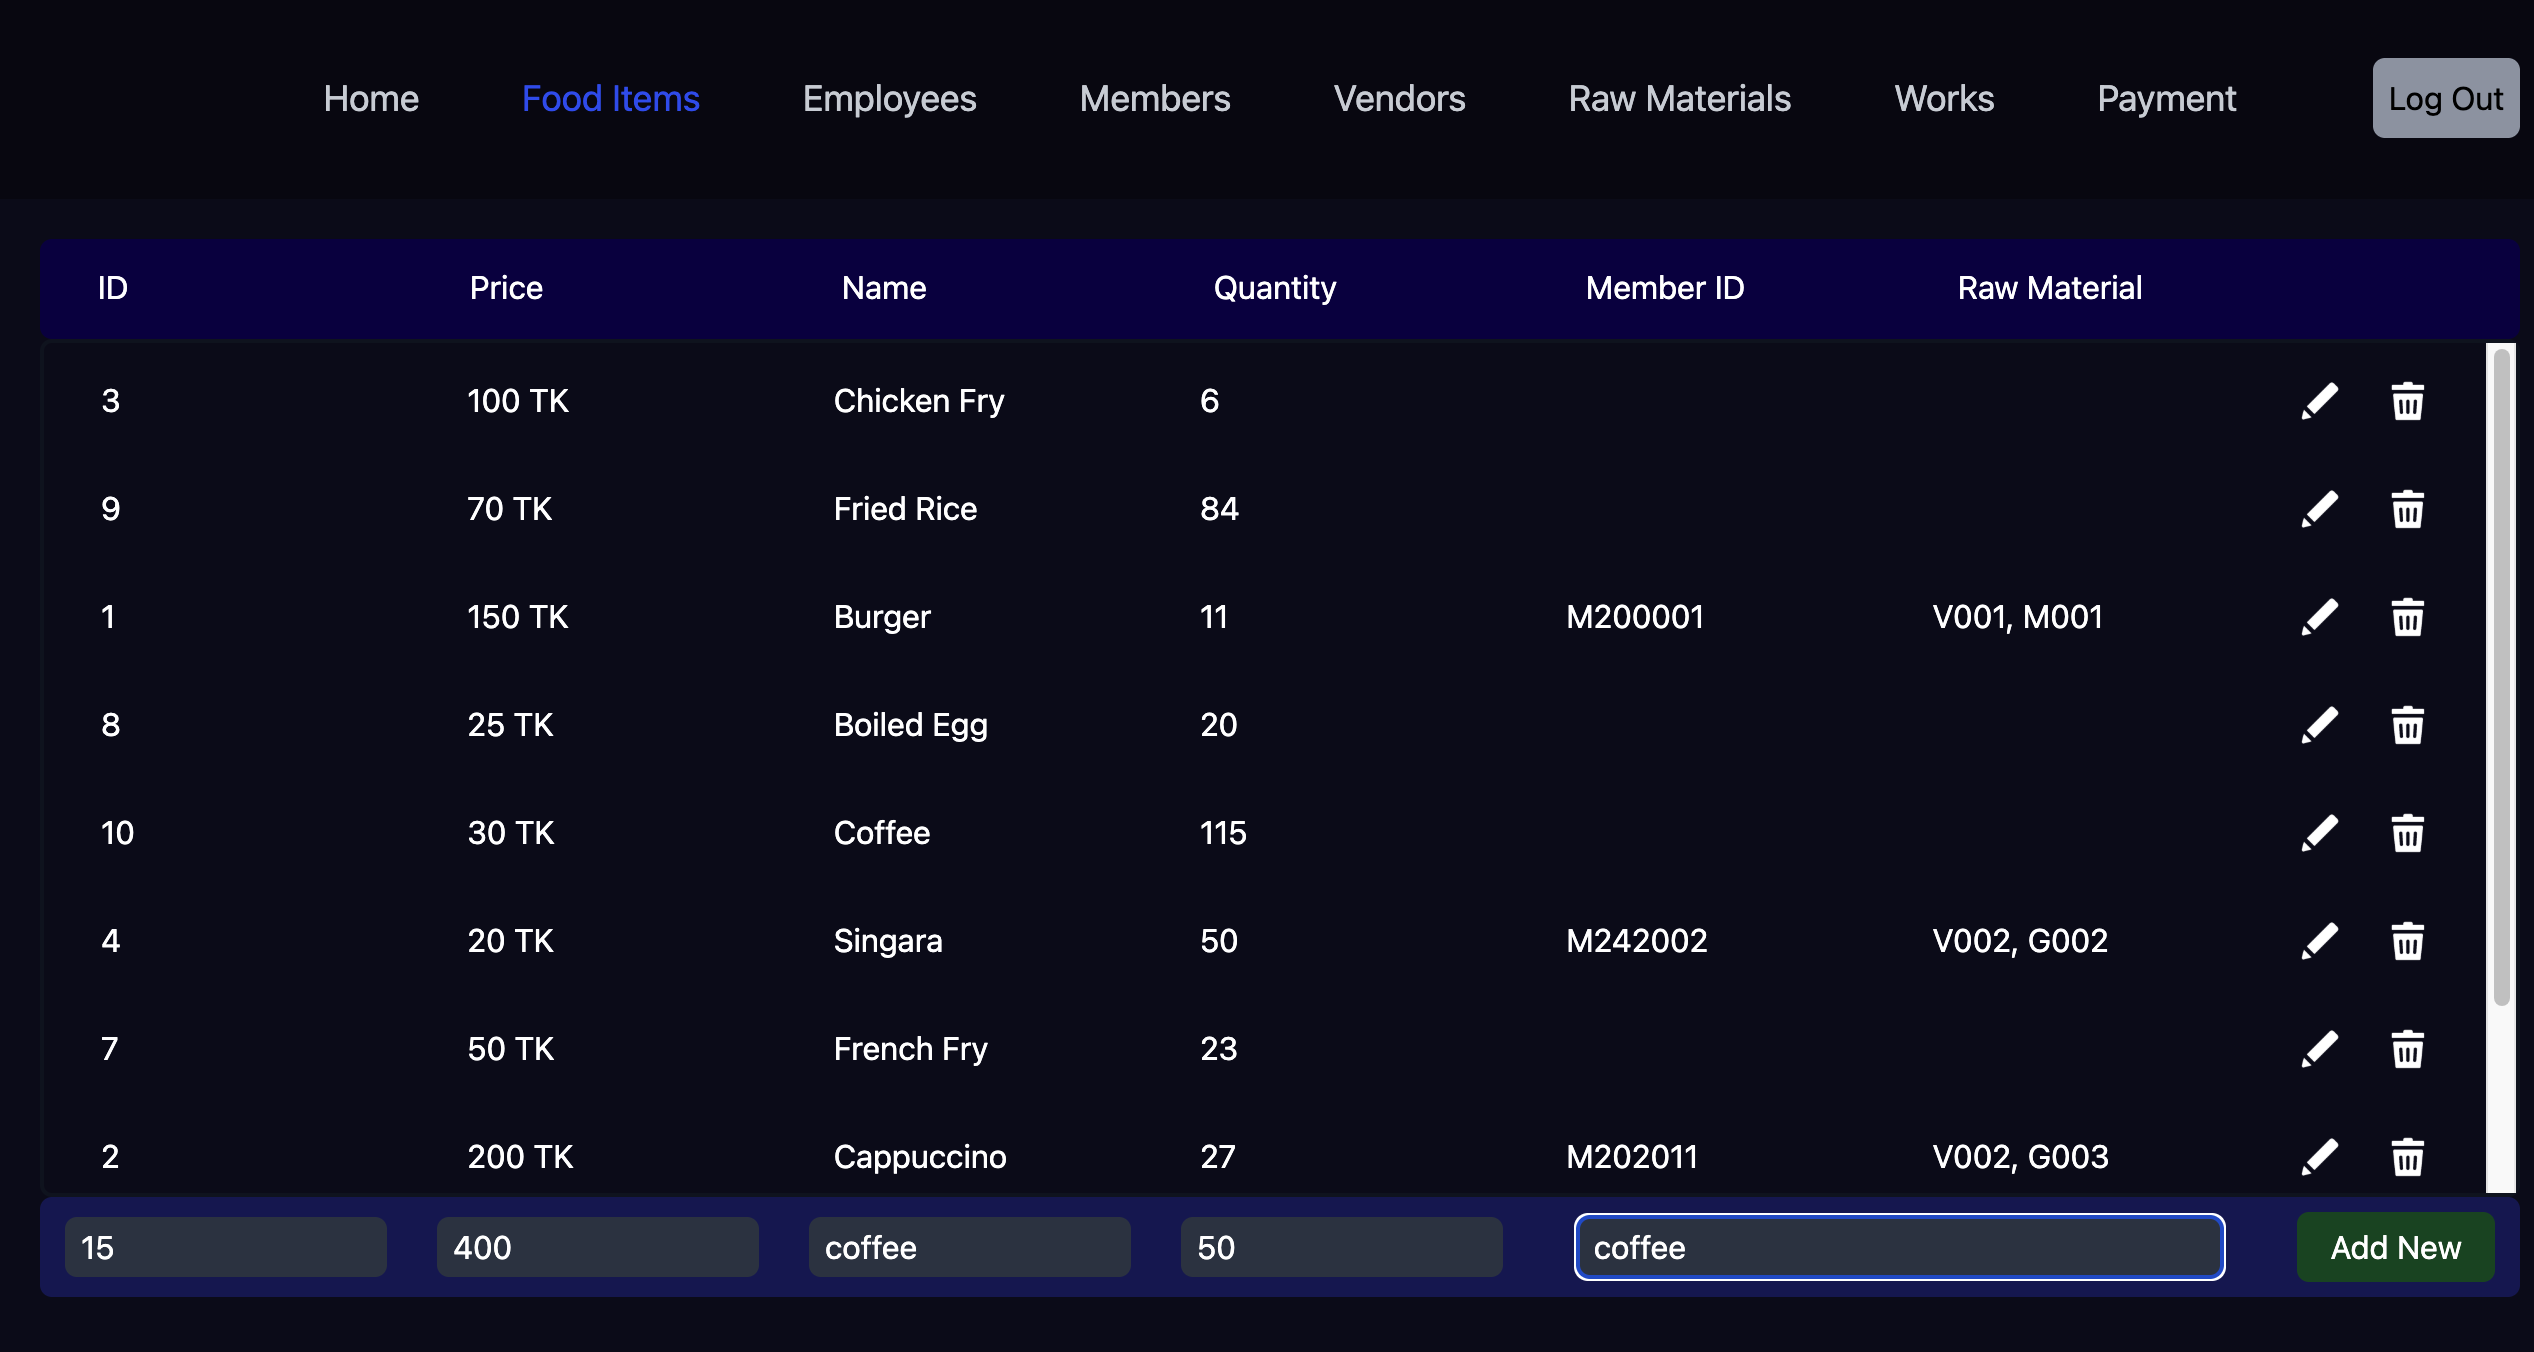 Home Food Items Employees Members Vendors Raw Materials Works Payment Log Out
ID Price Name Quantity Member ID Raw Material
3 100 TK Chicken Fry 6
9 70 TK Fried Rice 84
1 150 TK Burger 11 M200001 V001, M001
8 25 TK Boiled Egg 20
10 30 TK Coffee 115
4 20 TK Singara 50 M242002 V002, G002
7 50 TK French Fry 23
2 200 TK Cappuccino 27 M202011 V002, G003
15 400 coffee 50 coffee Add New